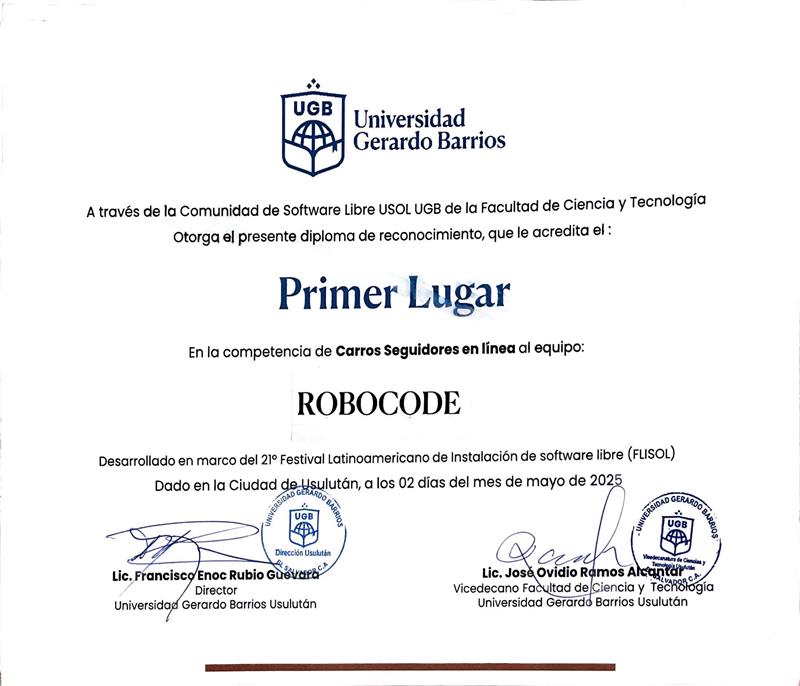 UGB
Universidad
Gerardo Barrios
A través de la Comunidad de Software Libre USOL UGB de la Facultad de Ciencia y Tecnología
Otorga el presente diploma de reconocimiento, que le acredita el :
Primer Lugar
En la competencia de Carros Seguidores en línea al equipo:
ROBOCODE
Desarrollado en marco del 21° Festival Latinoamericano de Instalación de software libre (FLISOL)
Dado en la Ciudad de Usulután, a los 02 días del mes de mayo de 2025
UNIVERSIDAD GERARDO BARRIOS
UGB
Dirección Usulután
EL SALVADOR C.A
Lic. Francisco Enoc Rubio Guevara
Director
Universidad Gerardo Barrios Usulután
UNIVERSIDAD GERARDO BARRIOS
UGB
Vicedecanatura de Ciencias y
Tecnología Usulután
EL SALVADOR C.A.
Lic. José Ovidio Ramos Alcantar
Vicedecano Facultad de Ciencia y Tecnología
Universidad Gerardo Barrios Usulután